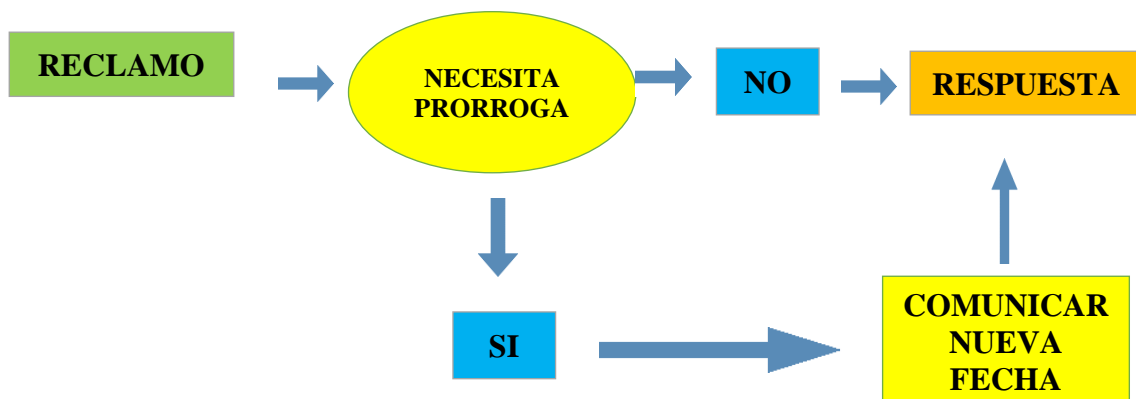 RECLAMO
NECESITA
PRORROGA
NO
RESPUESTA
SI
COMUNICAR
NUEVA
FECHA